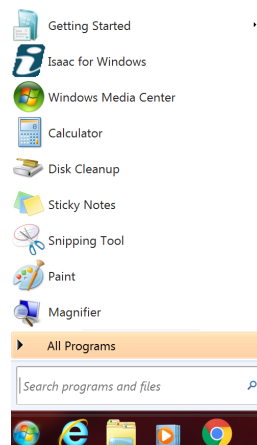 Getting Started
Isaac for Windows
Windows Media Center
Calculator
Disk Cleanup
Sticky Notes
Snipping Tool
Paint
Magnifier
All Programs
Search programs and files